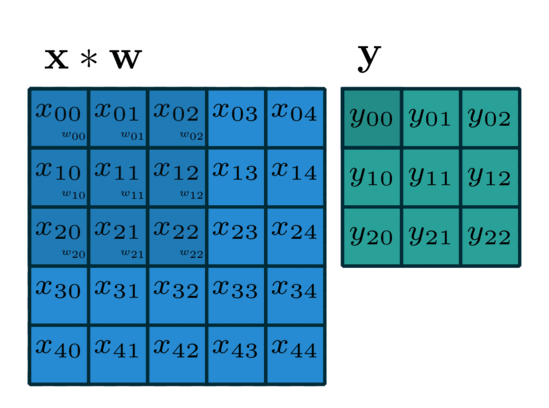 x ∗ w y
x00 x01 x02 x03 x04 y00 y01 y02
w00 w01 w02
x10 x11 x12 x13 x14 y10 y11 y12
w10 w11 w12
x20 x21 x22 x23 x24 y20 y21 y22
w20 w21 w22
x30 x31 x32 x33 x34
x40 x41 x42 x43 x44